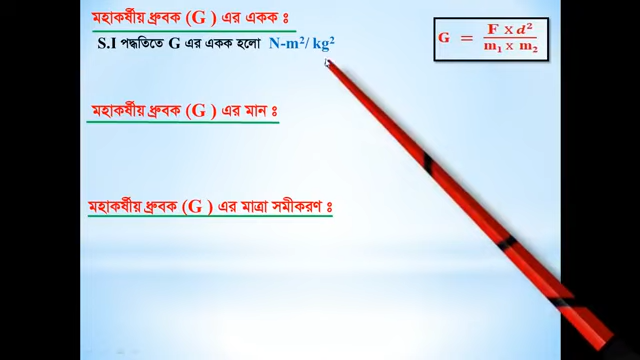 মহাকর্ষীয় ধ্রুবক (G ) এর একক ঃ
S.I পদ্ধতিতে G এর একক হলো N-m²/ kg²
G = F x d² / m₁ x m₂
মহাকর্ষীয় ধ্রুবক (G ) এর মান ঃ
মহাকর্ষীয় ধ্রুবক (G ) এর মাত্রা সমীকরণ ঃ